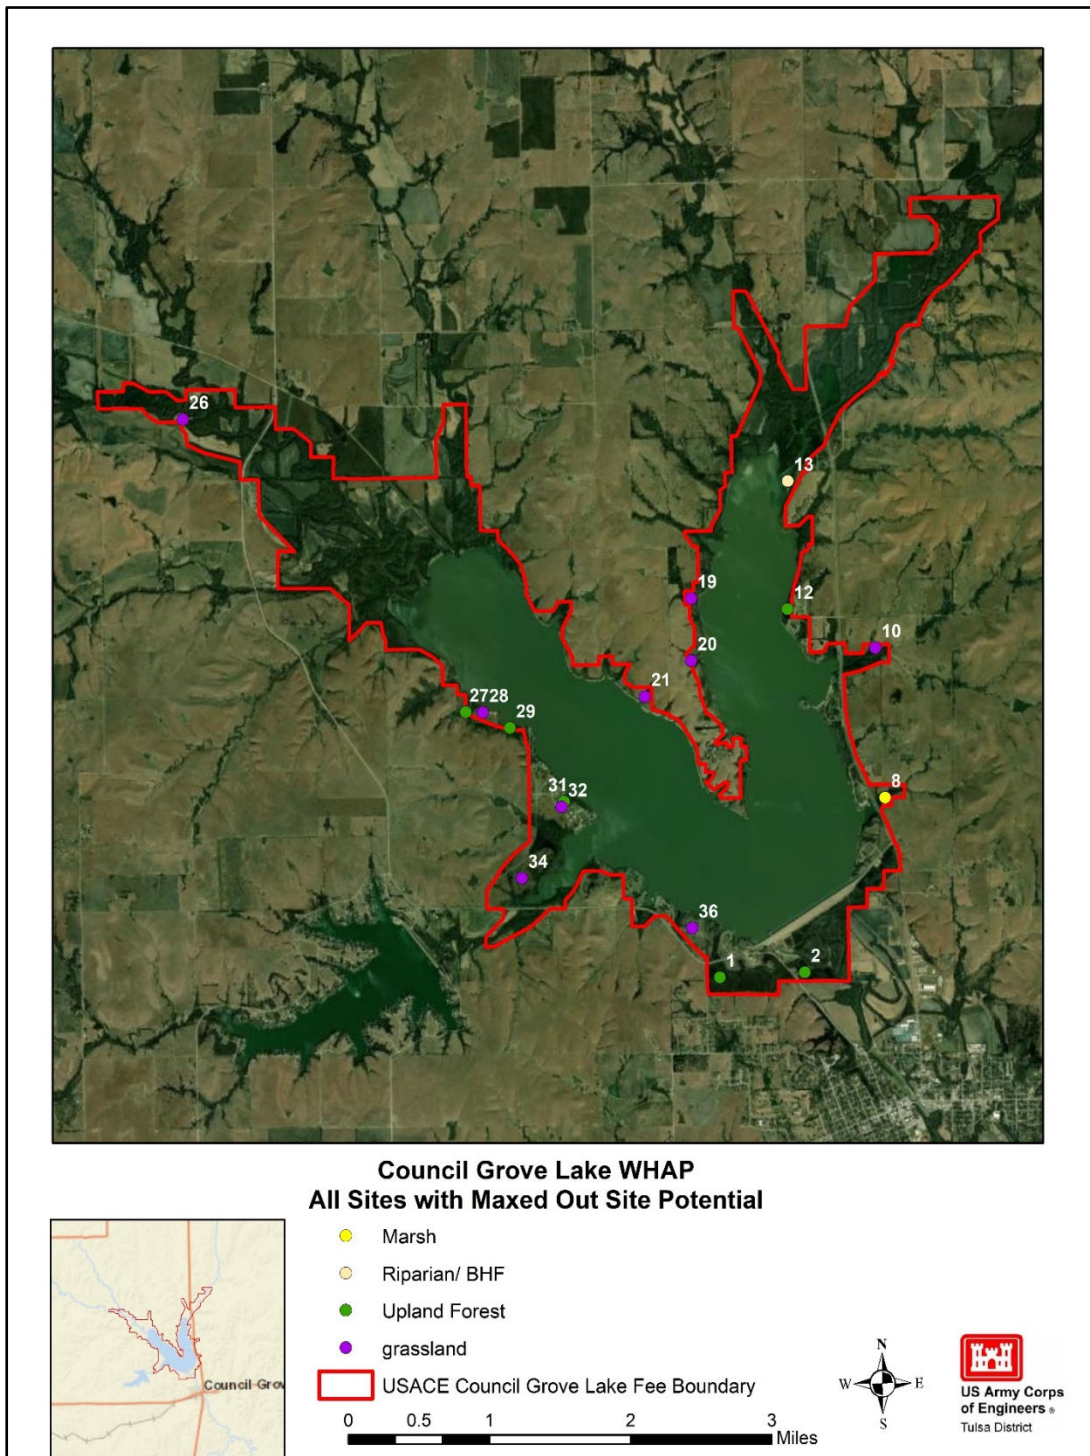 26
13
19
12
10
20
21
2728
29
8
31
32
34
36
1
2
Council Grove Lake WHAP
All Sites with Maxed Out Site Potential
Marsh
Riparian/ BHF
Upland Forest
grassland
USACE Council Grove Lake Fee Boundary
0 0.5 1 2 3
Miles
Council Grov
N
W E
S
US Army Corps
of Engineers ®
Tulsa District